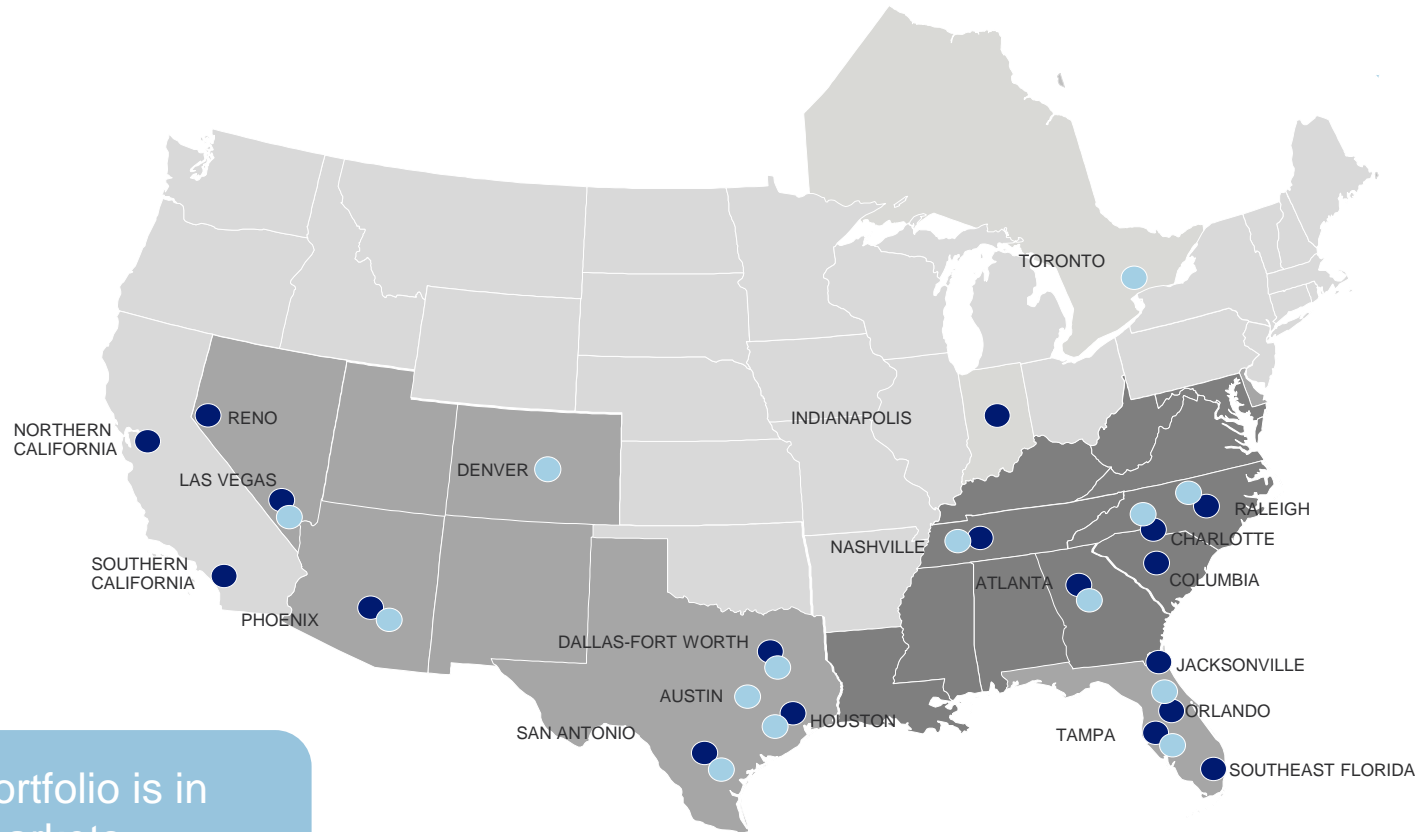 TORONTO
RENO
INDIANAPOLIS
NORTHERN
CALIFORNIA
DENVER
LAS VEGAS
RALEIGH
CHARLOTTE
NASHVILLE
SOUTHERN
CALIFORNIA
ATLANTA
COLUMBIA
PHOENIX
DALLAS-FORT WORTH
JACKSONVILLE
AUSTIN
ORLANDO
HOUSTON
SAN ANTONIO
TAMPA
SOUTHEAST FLORIDA
ortfolio is in